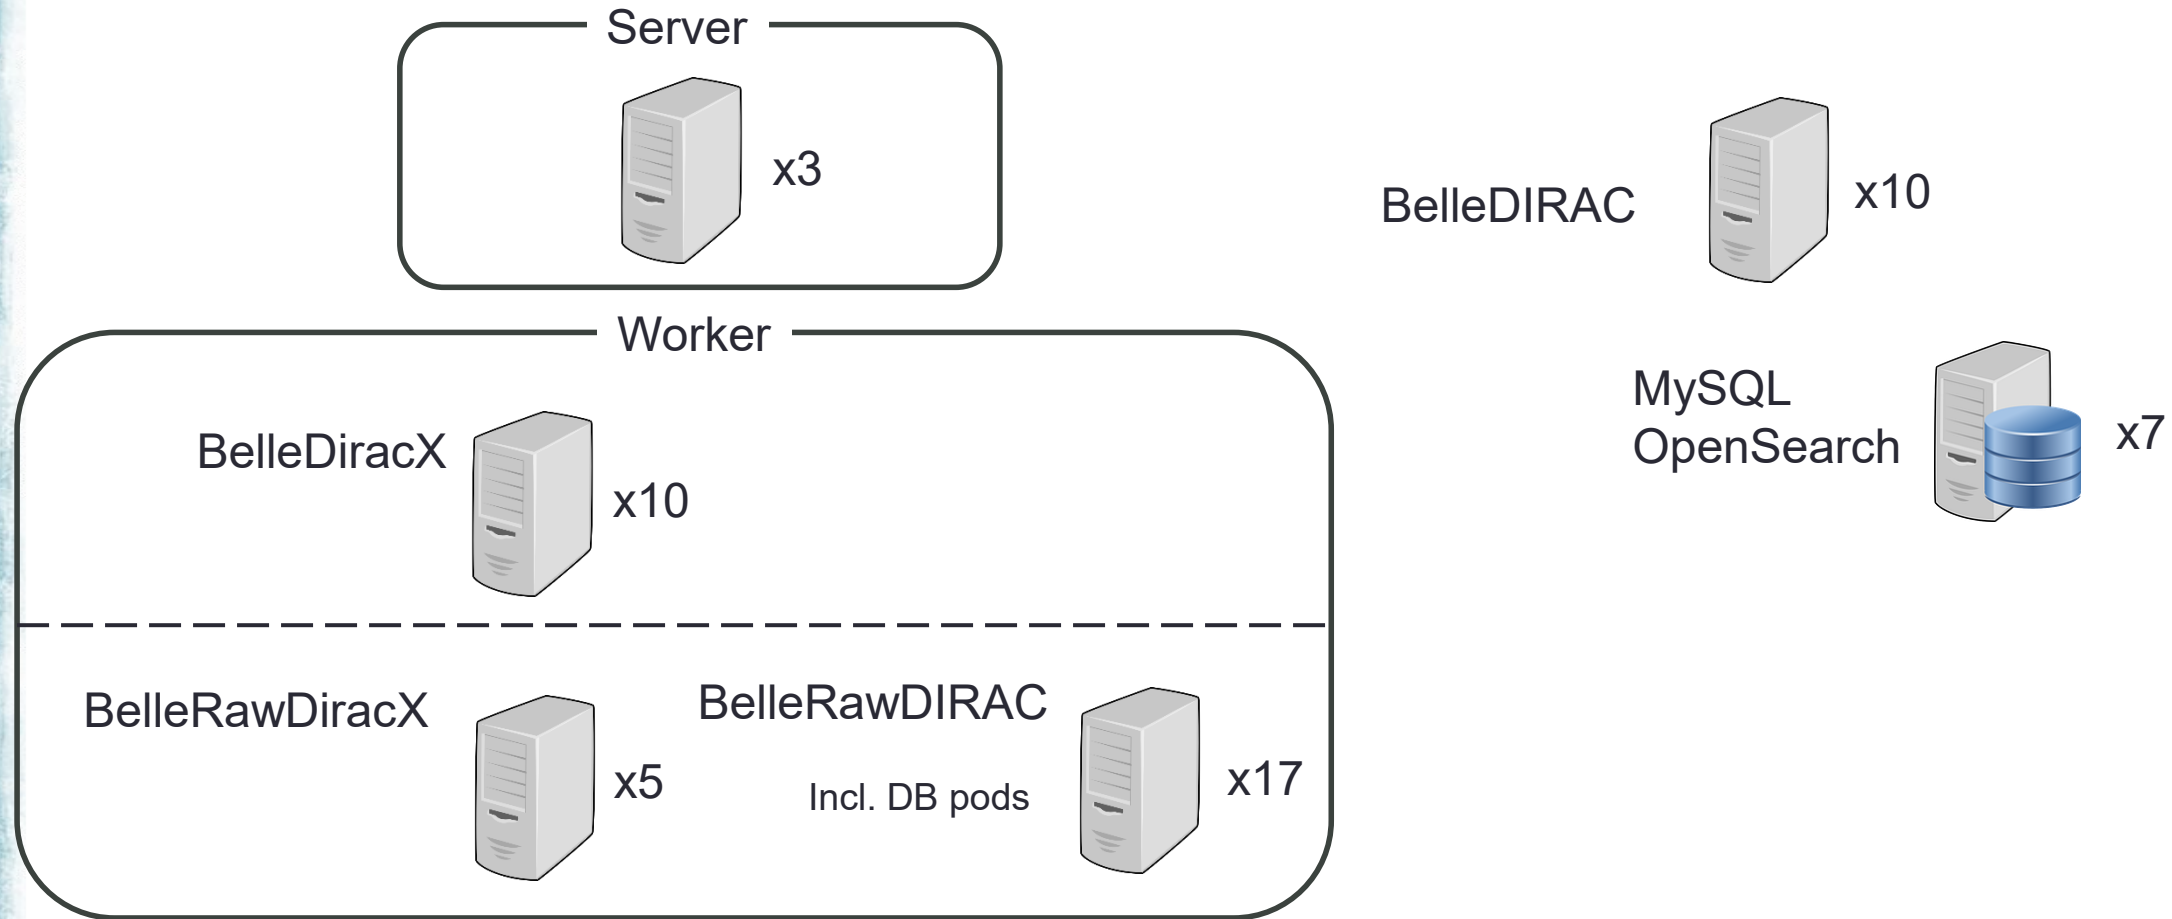 Server
x3
BelleDIRAC
x10
Worker
MySQL
OpenSearch
x7
BelleDiracX
x10
BelleRawDiracX
x5
BelleRawDIRAC
Incl. DB pods
x17